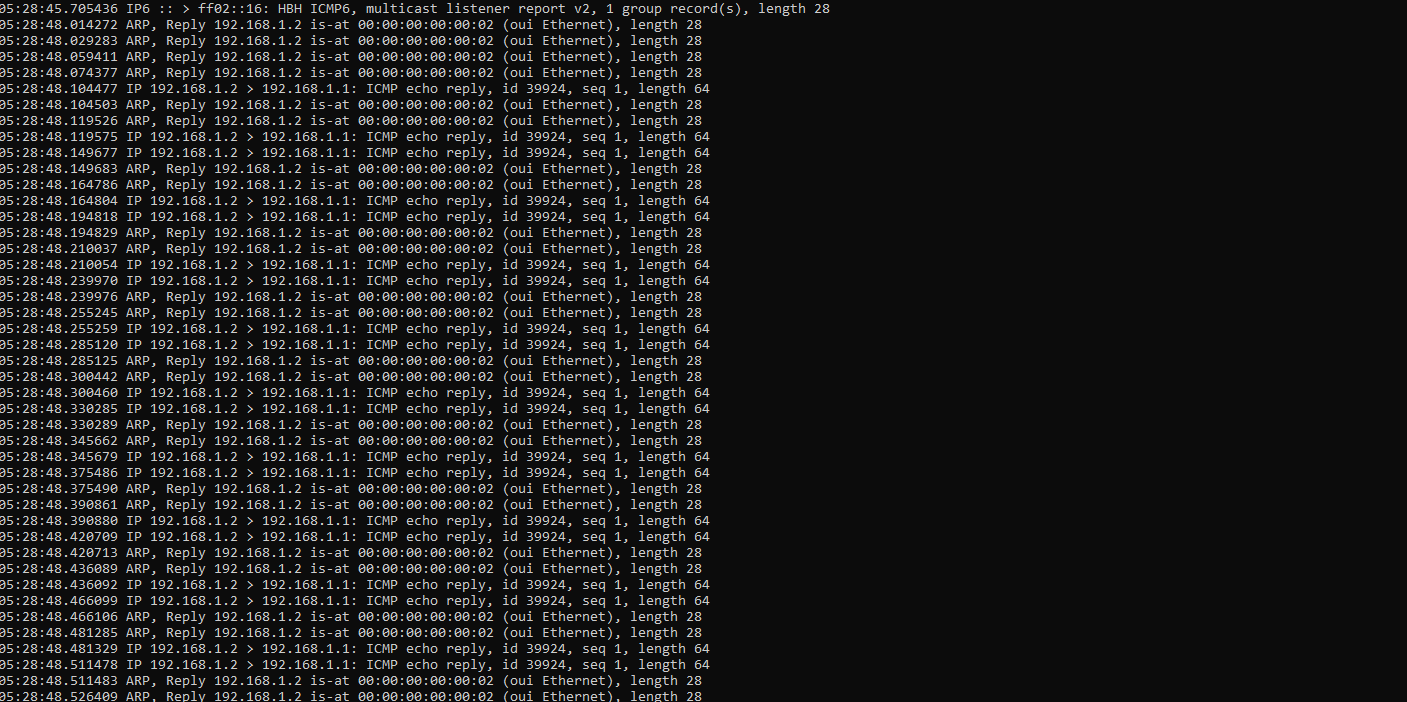 05:28:45.705436 IP6 :: > ff02::16: HBH ICMP6, multicast listener report v2, 1 group record(s), length 28
05:28:48.014272 ARP, Reply 192.168.1.2 is-at 00:00:00:00:00:02 (oui Ethernet), length 28
05:28:48.029283 ARP, Reply 192.168.1.2 is-at 00:00:00:00:00:02 (oui Ethernet), length 28
05:28:48.059411 ARP, Reply 192.168.1.2 is-at 00:00:00:00:00:02 (oui Ethernet), length 28
05:28:48.074377 ARP, Reply 192.168.1.2 is-at 00:00:00:00:00:02 (oui Ethernet), length 28
05:28:48.104477 IP 192.168.1.2 > 192.168.1.1: ICMP echo reply, id 39924, seq 1, length 64
05:28:48.104503 ARP, Reply 192.168.1.2 is-at 00:00:00:00:00:02 (oui Ethernet), length 28
05:28:48.119526 ARP, Reply 192.168.1.2 is-at 00:00:00:00:00:02 (oui Ethernet), length 28
05:28:48.119575 IP 192.168.1.2 > 192.168.1.1: ICMP echo reply, id 39924, seq 1, length 64
05:28:48.149677 IP 192.168.1.2 > 192.168.1.1: ICMP echo reply, id 39924, seq 1, length 64
05:28:48.149683 ARP, Reply 192.168.1.2 is-at 00:00:00:00:00:02 (oui Ethernet), length 28
05:28:48.164786 ARP, Reply 192.168.1.2 is-at 00:00:00:00:00:02 (oui Ethernet), length 28
05:28:48.164804 IP 192.168.1.2 > 192.168.1.1: ICMP echo reply, id 39924, seq 1, length 64
05:28:48.194818 IP 192.168.1.2 > 192.168.1.1: ICMP echo reply, id 39924, seq 1, length 64
05:28:48.194829 ARP, Reply 192.168.1.2 is-at 00:00:00:00:00:02 (oui Ethernet), length 28
05:28:48.210037 ARP, Reply 192.168.1.2 is-at 00:00:00:00:00:02 (oui Ethernet), length 28
05:28:48.210054 IP 192.168.1.2 > 192.168.1.1: ICMP echo reply, id 39924, seq 1, length 64
05:28:48.239970 IP 192.168.1.2 > 192.168.1.1: ICMP echo reply, id 39924, seq 1, length 64
05:28:48.239976 ARP, Reply 192.168.1.2 is-at 00:00:00:00:00:02 (oui Ethernet), length 28
05:28:48.255245 ARP, Reply 192.168.1.2 is-at 00:00:00:00:00:02 (oui Ethernet), length 28
05:28:48.255259 IP 192.168.1.2 > 192.168.1.1: ICMP echo reply, id 39924, seq 1, length 64
05:28:48.285120 IP 192.168.1.2 > 192.168.1.1: ICMP echo reply, id 39924, seq 1, length 64
05:28:48.285125 ARP, Reply 192.168.1.2 is-at 00:00:00:00:00:02 (oui Ethernet), length 28
05:28:48.300442 ARP, Reply 192.168.1.2 is-at 00:00:00:00:00:02 (oui Ethernet), length 28
05:28:48.300460 IP 192.168.1.2 > 192.168.1.1: ICMP echo reply, id 39924, seq 1, length 64
05:28:48.330285 IP 192.168.1.2 > 192.168.1.1: ICMP echo reply, id 39924, seq 1, length 64
05:28:48.330289 ARP, Reply 192.168.1.2 is-at 00:00:00:00:00:02 (oui Ethernet), length 28
05:28:48.345662 ARP, Reply 192.168.1.2 is-at 00:00:00:00:00:02 (oui Ethernet), length 28
05:28:48.345679 IP 192.168.1.2 > 192.168.1.1: ICMP echo reply, id 39924, seq 1, length 64
05:28:48.375486 IP 192.168.1.2 > 192.168.1.1: ICMP echo reply, id 39924, seq 1, length 64
05:28:48.375490 ARP, Reply 192.168.1.2 is-at 00:00:00:00:00:02 (oui Ethernet), length 28
05:28:48.390861 ARP, Reply 192.168.1.2 is-at 00:00:00:00:00:02 (oui Ethernet), length 28
05:28:48.390880 IP 192.168.1.2 > 192.168.1.1: ICMP echo reply, id 39924, seq 1, length 64
05:28:48.420709 IP 192.168.1.2 > 192.168.1.1: ICMP echo reply, id 39924, seq 1, length 64
05:28:48.420713 ARP, Reply 192.168.1.2 is-at 00:00:00:00:00:02 (oui Ethernet), length 28
05:28:48.436089 ARP, Reply 192.168.1.2 is-at 00:00:00:00:00:02 (oui Ethernet), length 28
05:28:48.436092 IP 192.168.1.2 > 192.168.1.1: ICMP echo reply, id 39924, seq 1, length 64
05:28:48.466099 IP 192.168.1.2 > 192.168.1.1: ICMP echo reply, id 39924, seq 1, length 64
05:28:48.466106 ARP, Reply 192.168.1.2 is-at 00:00:00:00:00:02 (oui Ethernet), length 28
05:28:48.481285 ARP, Reply 192.168.1.2 is-at 00:00:00:00:00:02 (oui Ethernet), length 28
05:28:48.481329 IP 192.168.1.2 > 192.168.1.1: ICMP echo reply, id 39924, seq 1, length 64
05:28:48.511478 IP 192.168.1.2 > 192.168.1.1: ICMP echo reply, id 39924, seq 1, length 64
05:28:48.511483 ARP, Reply 192.168.1.2 is-at 00:00:00:00:00:02 (oui Ethernet), length 28
05:28:48.526409 ARP, Reply 192.168.1.2 is-at 00:00:00:00:00:02 (oui Ethernet), length 28